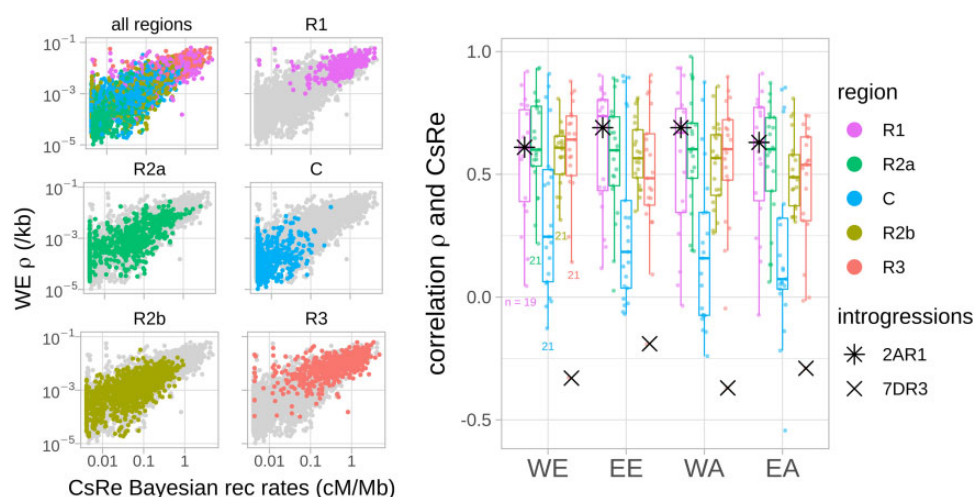 all regions
R1
10⁻¹
10⁻³
10⁻⁵
R2a
C
10⁻¹
10⁻³
10⁻⁵
R2b
R3
10⁻¹
10⁻³
10⁻⁵
0.01 0.1 1
0.01 0.1 1
WE ρ (/kb)
CsRe Bayesian rec rates (cM/Mb)
correlation ρ and CsRe
1.0
0.5
0.0
-0.5
n = 19
21
21
21
21
WE EE WA EA
region
R1
R2a
C
R2b
R3
introgressions
2AR1
7DR3